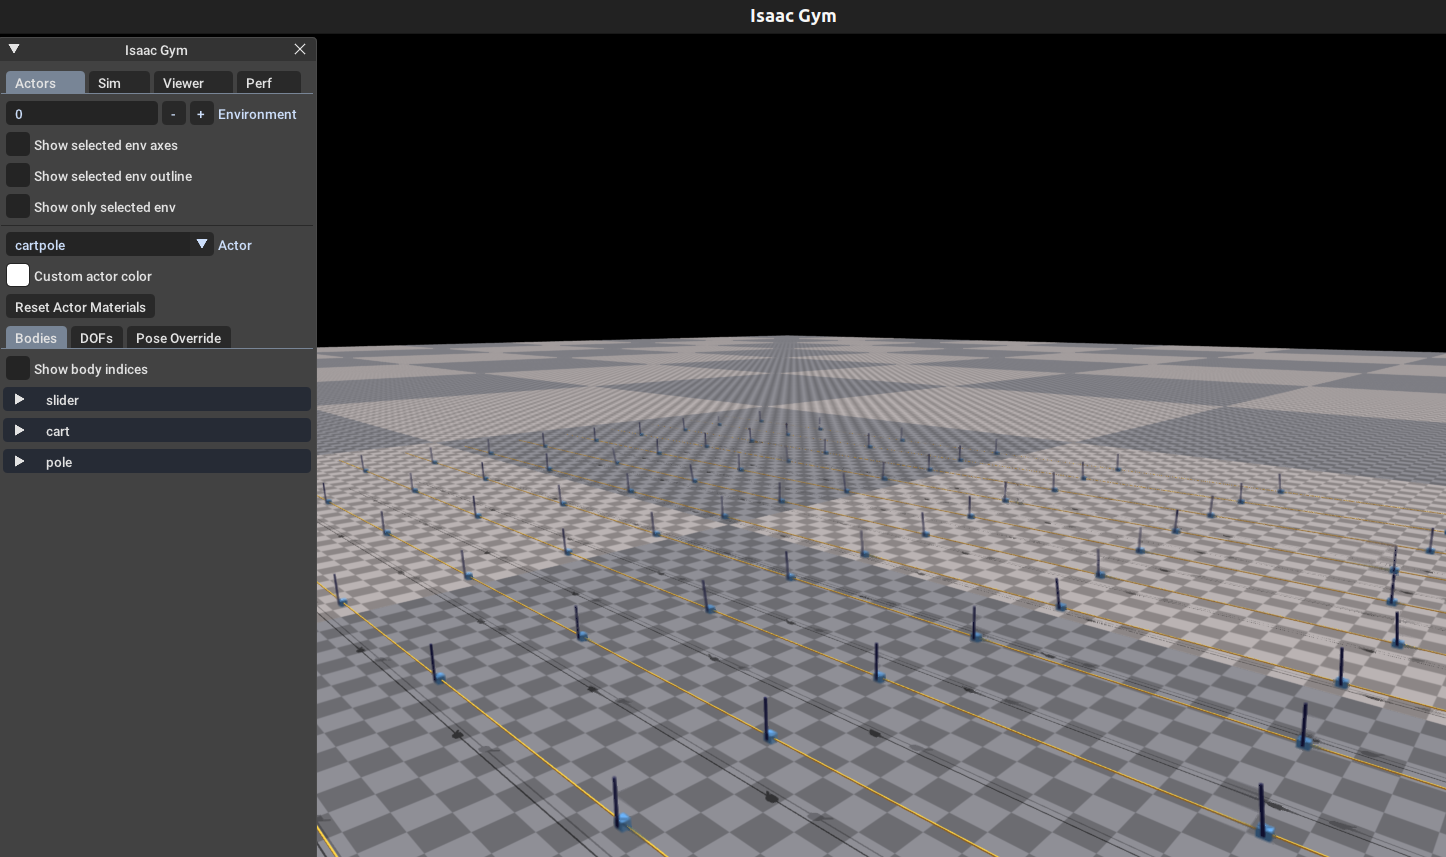 Isaac Gym
Isaac Gym
Actors Sim Viewer Perf
0 - + Environment
Show selected env axes
Show selected env outline
Show only selected env
cartpole Actor
Custom actor color
Reset Actor Materials
Bodies DOFs Pose Override
Show body indices
slider
cart
pole